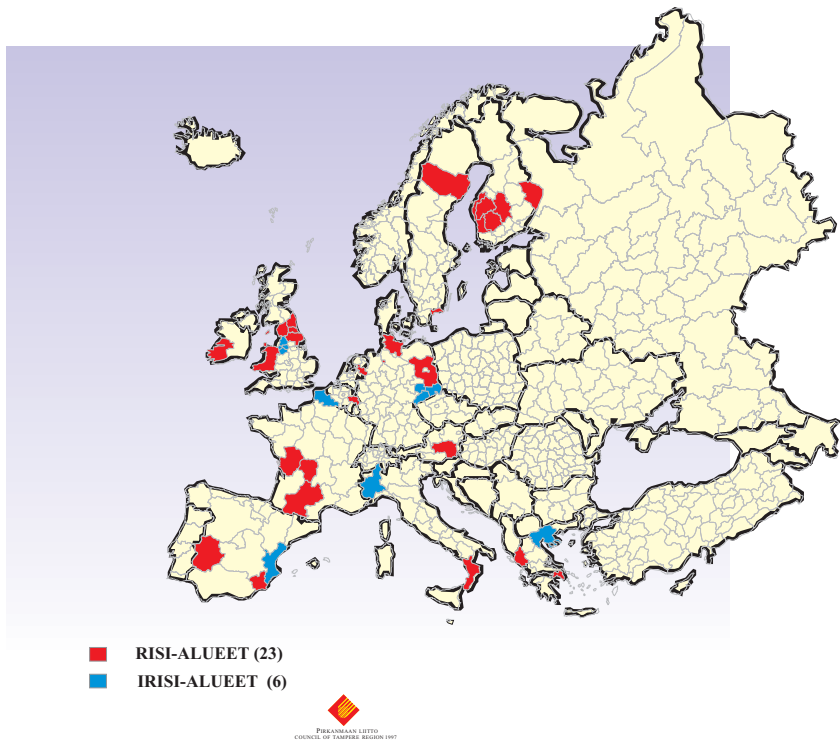 RISI-ALUEET (23)
IRISI-ALUEET (6)
PIRKANMAAN LIITTO
COUNCIL OF TAMPERE REGION 1997